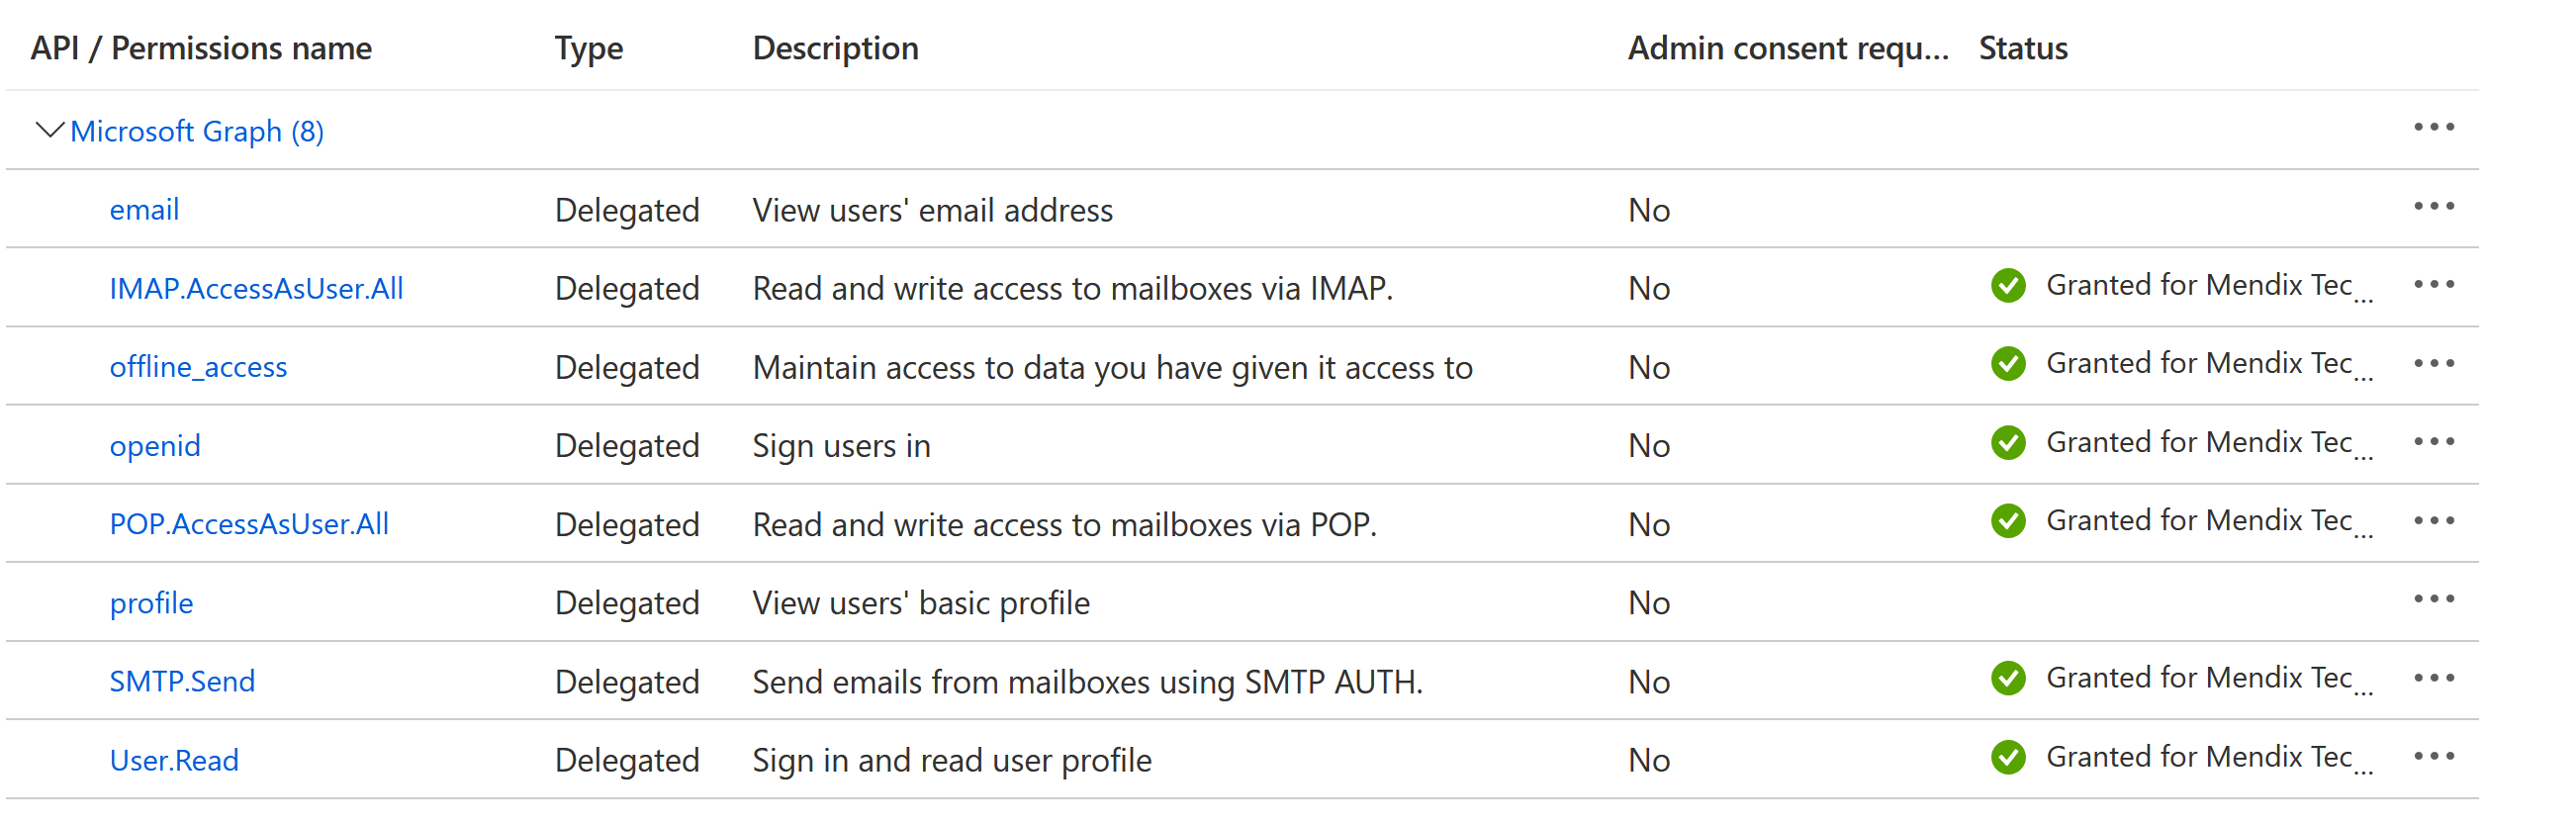 API / Permissions name Type Description Admin consent requ... Status
Microsoft Graph (8)
email Delegated View users' email address No
IMAP.AccessAsUser.All Delegated Read and write access to mailboxes via IMAP. No Granted for Mendix Tec...
offline_access Delegated Maintain access to data you have given it access to No Granted for Mendix Tec...
openid Delegated Sign users in No Granted for Mendix Tec...
POP.AccessAsUser.All Delegated Read and write access to mailboxes via POP. No Granted for Mendix Tec...
profile Delegated View users' basic profile No
SMTP.Send Delegated Send emails from mailboxes using SMTP AUTH. No Granted for Mendix Tec...
User.Read Delegated Sign in and read user profile No Granted for Mendix Tec...